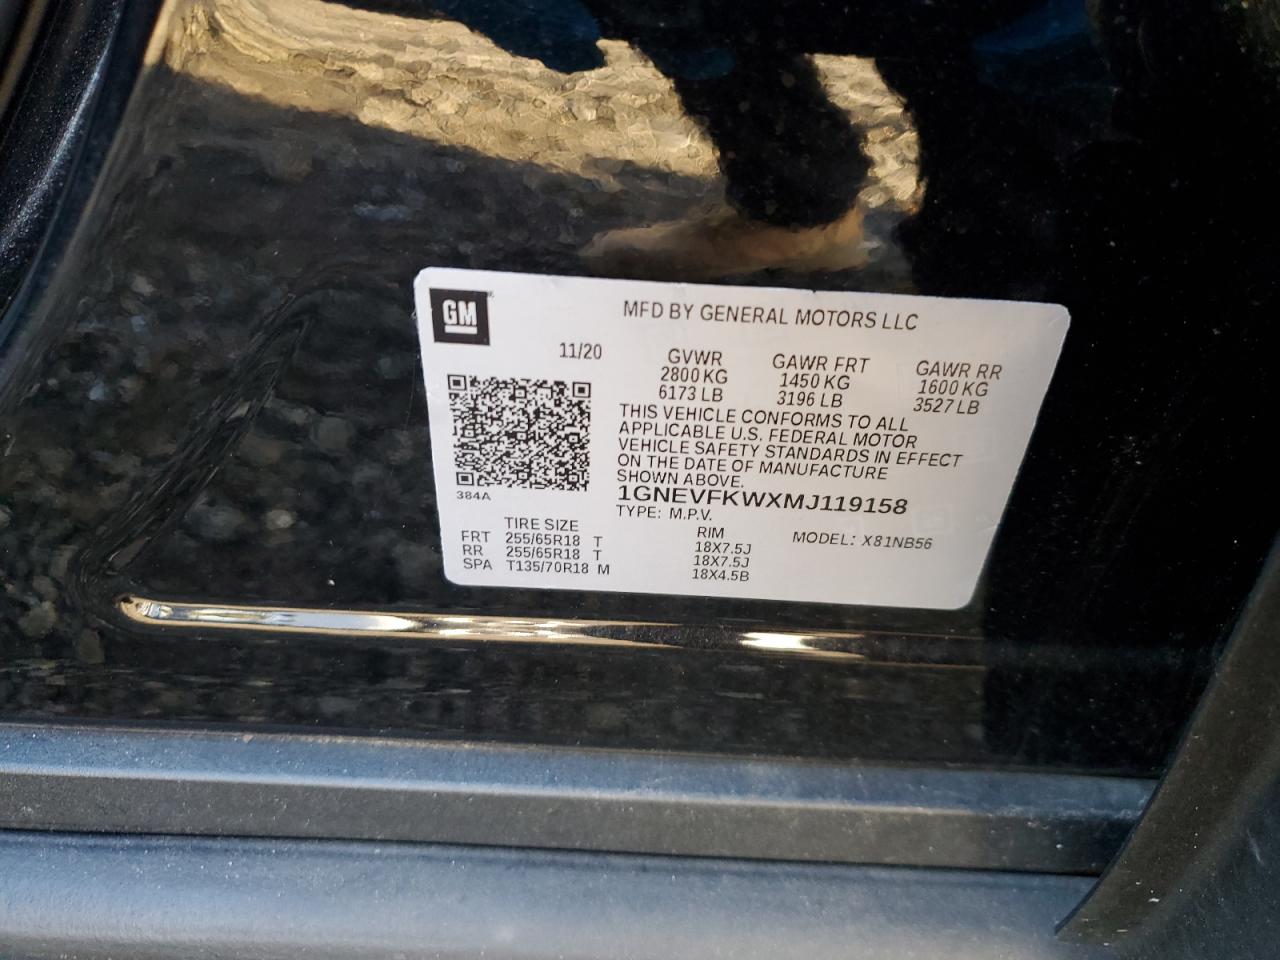 GM
MFD BY GENERAL MOTORS LLC
11/20
GVWR
2800 KG
6173 LB
GAWR FRT
1450 KG
3196 LB
GAWR RR
1600 KG
3527 LB
THIS VEHICLE CONFORMS TO ALL
APPLICABLE U.S. FEDERAL MOTOR
VEHICLE SAFETY STANDARDS IN EFFECT
ON THE DATE OF MANUFACTURE
SHOWN ABOVE.
1GNEVFKWXMJ119158
TYPE: M.P.V.
384A
TIRE SIZE RIM MODEL: X81NB56
FRT 255/65R18 T 18X7.5J
RR 255/65R18 T 18X7.5J
SPA T135/70R18 M 18X4.5B